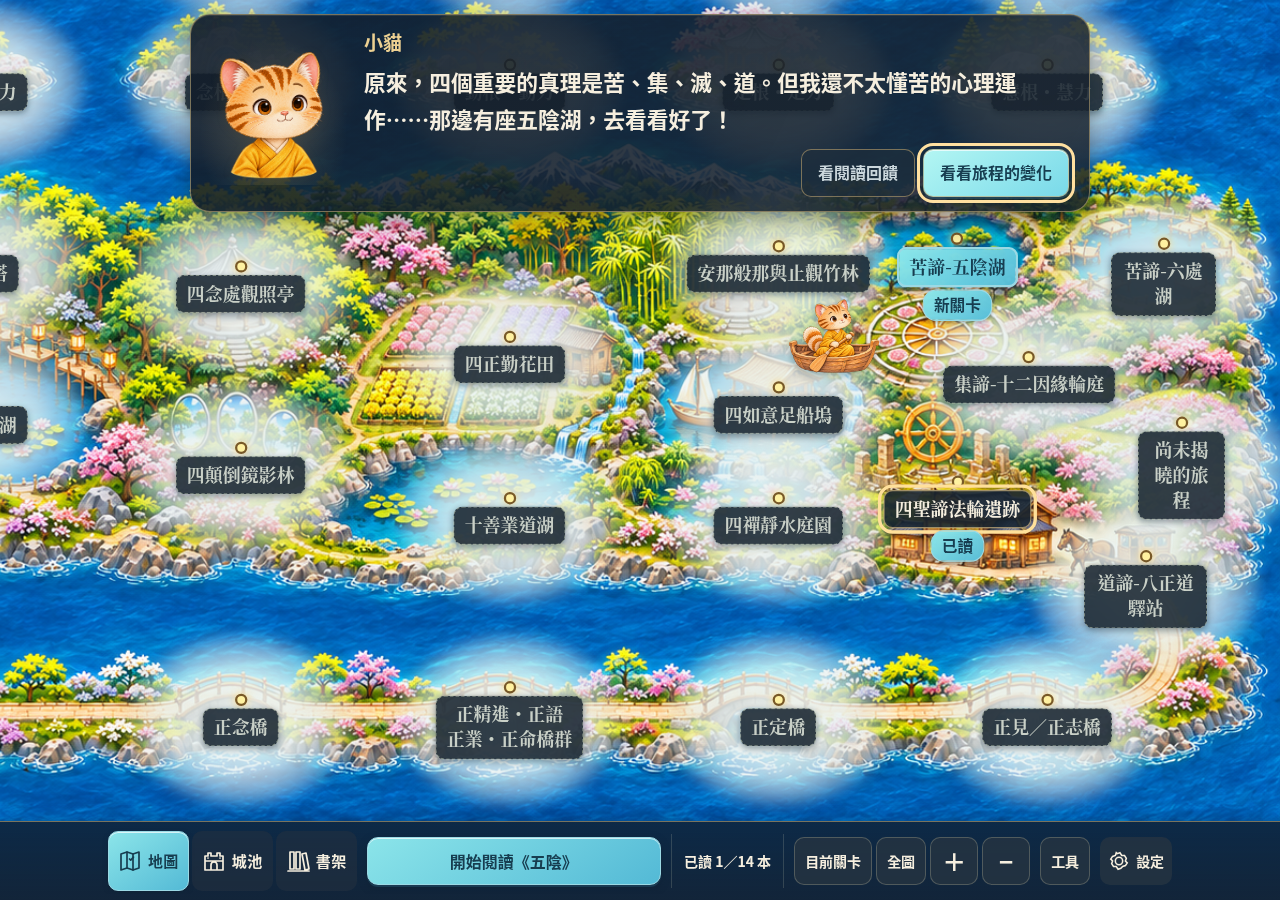 小貓
原來，四個重要的真理是苦、集、滅、道。但我還不太懂苦的心理運
作……那邊有座五陰湖，去看看好了！
看閱讀回饋
看看旅程的變化
力
四念處觀照亭
安那般那與止觀竹林
苦諦-五陰湖
新關卡
苦諦-六處
湖
四正勤花田
集諦-十二因緣輪庭
湖
四如意足船塢
四顛倒鏡影林
尚未揭
曉的旅
程
十善業道湖
四禪靜水庭園
四聖諦法輪遺跡
已讀
道諦-八正道
驛站
正念橋
正精進・正語
正業・正命橋群
正定橋
正見／正志橋
地圖
城池
書架
開始閱讀《五陰》
已讀 1／14 本
目前關卡
全圖
＋
－
工具
設定